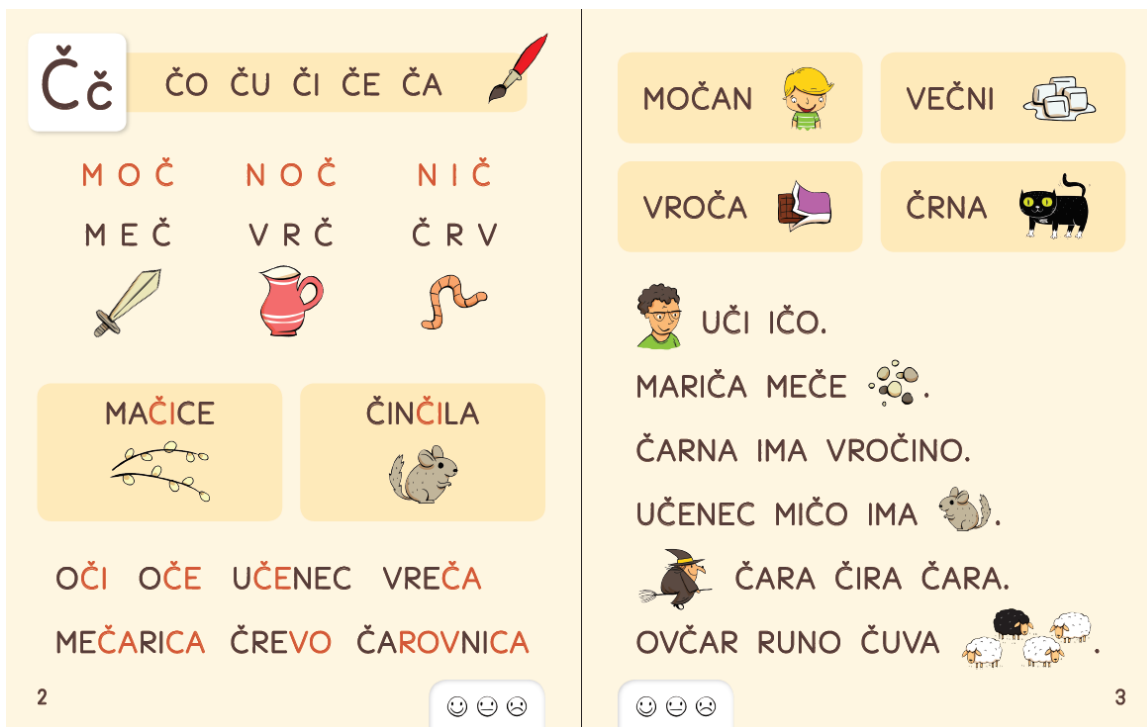 Čč
ČO ČU ČI ČE ČA
MOČ NOČ NIČ
MEČ VRČ ČRV
MAČICE ČINČILA
OČI OČE UČENEC VREČA
MEČARICA ČREVO ČAROVNICA
2
MOČAN VEČNI
VROČA ČRNA
UČI IČO.
MARIČA MEČE .
ČARNA IMA VROČINO.
UČENEC MIČO IMA .
ČARA ČIRA ČARA.
OVČAR RUNO ČUVA .
3